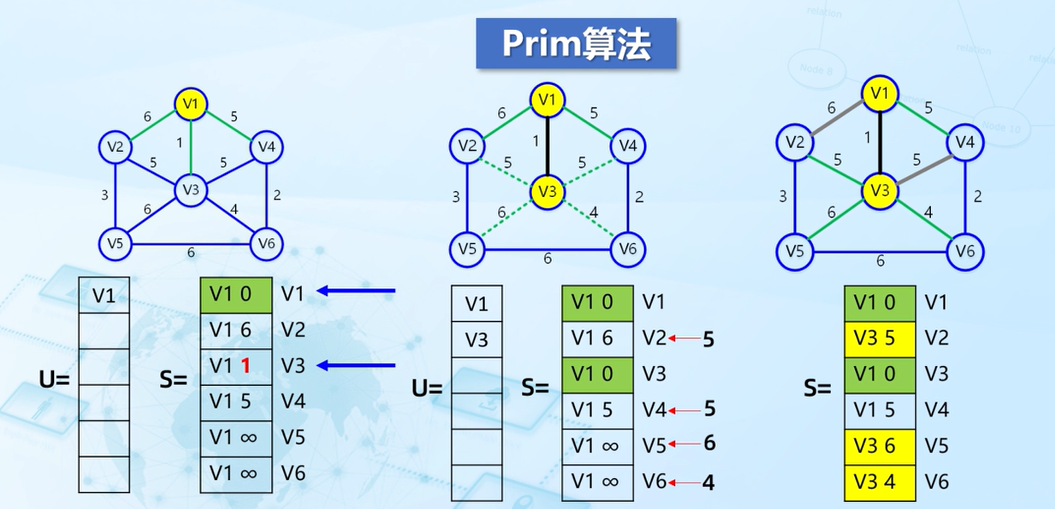 Prim算法
V1
6
5
1
V2
V4
5
5
V3
3
2
6
4
V5
V6
6
V1
6
5
1
V2
V4
5
5
V3
3
2
6
4
V5
V6
6
V1
6
5
1
V2
V4
5
5
V3
3
2
6
4
V5
V6
6
U=
V1
S=
V1 0 V1
V1 6 V2
V1 1 V3
V1 5 V4
V1 ∞ V5
V1 ∞ V6
U=
V1
V3
S=
V1 0 V1
V1 6 V2 5
V1 0 V3
V1 5 V4 5
V1 ∞ V5 6
V1 ∞ V6 4
S=
V1 0 V1
V3 5 V2
V1 0 V3
V1 5 V4
V3 6 V5
V3 4 V6
relation
relation
Node 10